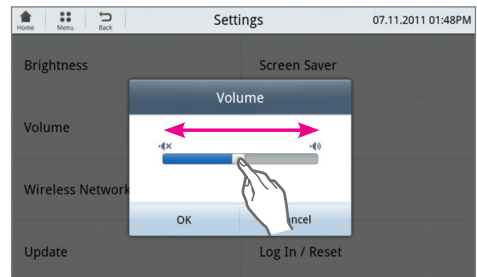 Home Menu Back Settings 07.11.2011 01:48PM
Brightness Screen Saver
Volume
Volume
Wireless Network
OK
Update Log In / Reset